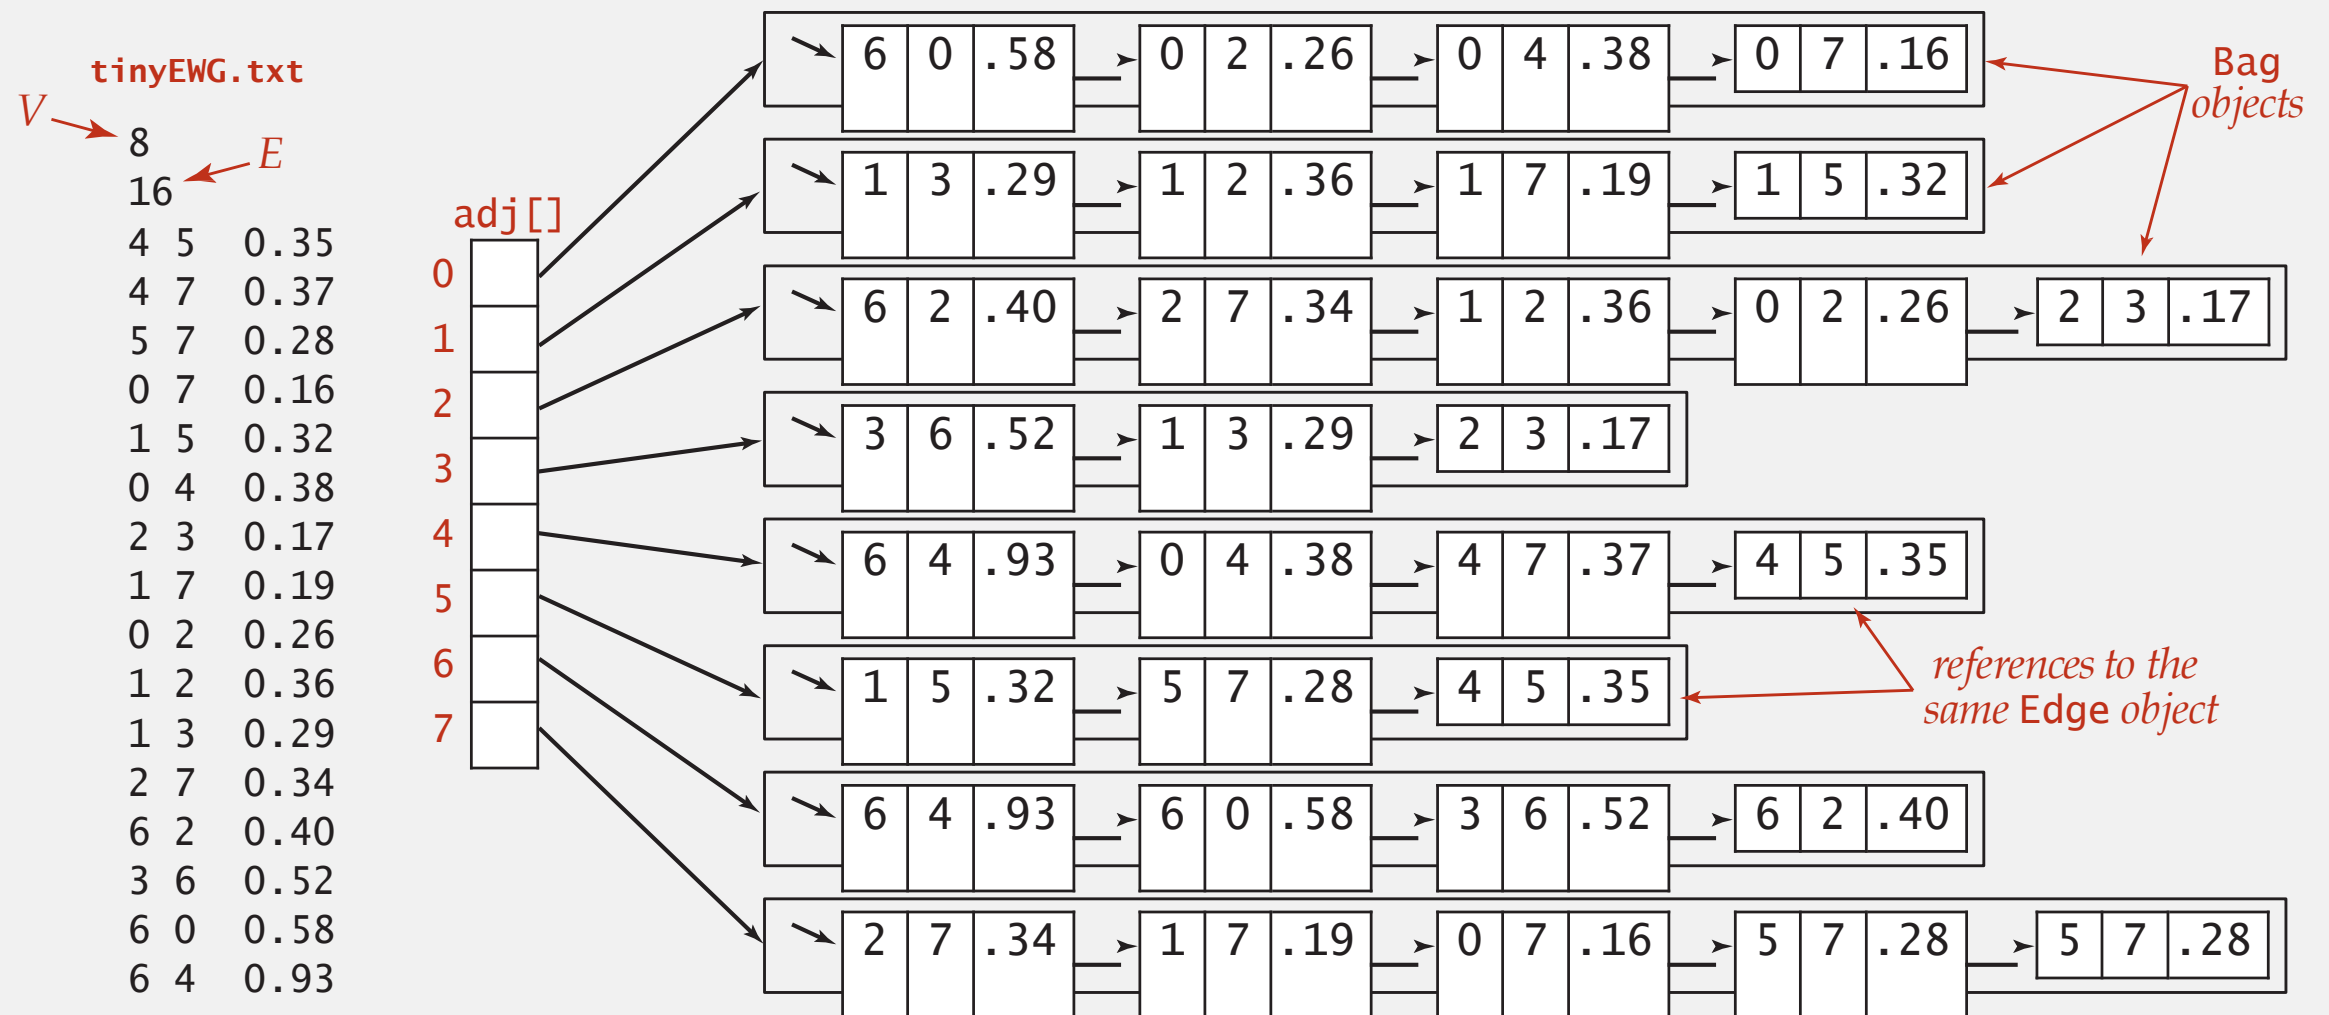 tinyEWG.txt
V
8
E
16
4 5 0.35
4 7 0.37
5 7 0.28
0 7 0.16
1 5 0.32
0 4 0.38
2 3 0.17
1 7 0.19
0 2 0.26
1 2 0.36
1 3 0.29
2 7 0.34
6 2 0.40
3 6 0.52
6 0 0.58
6 4 0.93
adj[]
0
1
2
3
4
5
6
7
6 0 .58 0 2 .26 0 4 .38 0 7 .16
1 3 .29 1 2 .36 1 7 .19 1 5 .32
6 2 .40 2 7 .34 1 2 .36 0 2 .26 2 3 .17
3 6 .52 1 3 .29 2 3 .17
6 4 .93 0 4 .38 4 7 .37 4 5 .35
1 5 .32 5 7 .28 4 5 .35
6 4 .93 6 0 .58 3 6 .52 6 2 .40
2 7 .34 1 7 .19 0 7 .16 5 7 .28 5 7 .28
Bag
objects
references to the
same Edge object